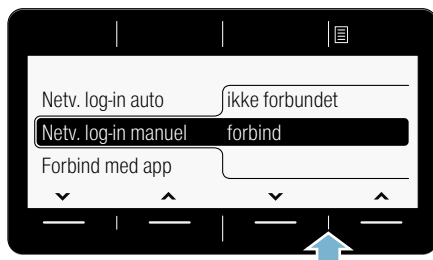 Netv. log-in auto ikke forbundet
Netv. log-in manuel forbind
Forbind med app